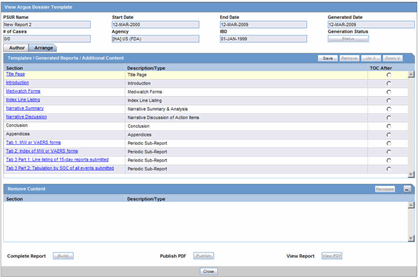 View Argus Dossier Template
PSUR Name Start Date End Date Generated Date
New Report 2 12-MAR-2000 12-MAR-2009 12-MAR-2009
# of Cases Agency IBD Generation Status
0/0 [HA] US (FDA) 01-JAN-1999
Author Arrange
Templates / Generated Reports / Additional Content Save Remove
Section Description/Type TOC After
Title Page Title Page
Introduction Introduction
Medwatch Forms Medwatch Forms
Index Line Listing Index Line Listing
Narrative Summary Narrative Summary & Analysis
Narrative Discussion Narrative Discussion of Action Items
Conclusion Conclusion
Appendices Appendices
Tab 1: MW or VAERS forms Periodic Sub-Report
Tab 2: Index of MW or VAERS forms Periodic Sub-Report
Tab 3 Part 1: Line listing of 15-day reports submitted Periodic Sub-Report
Tab 3 Part 2: Tabulation by SOC of all events submitted Periodic Sub-Report
Remove Content
Section Description/Type
Complete Report Build Publish PDF Publish View Report View PDF
Close